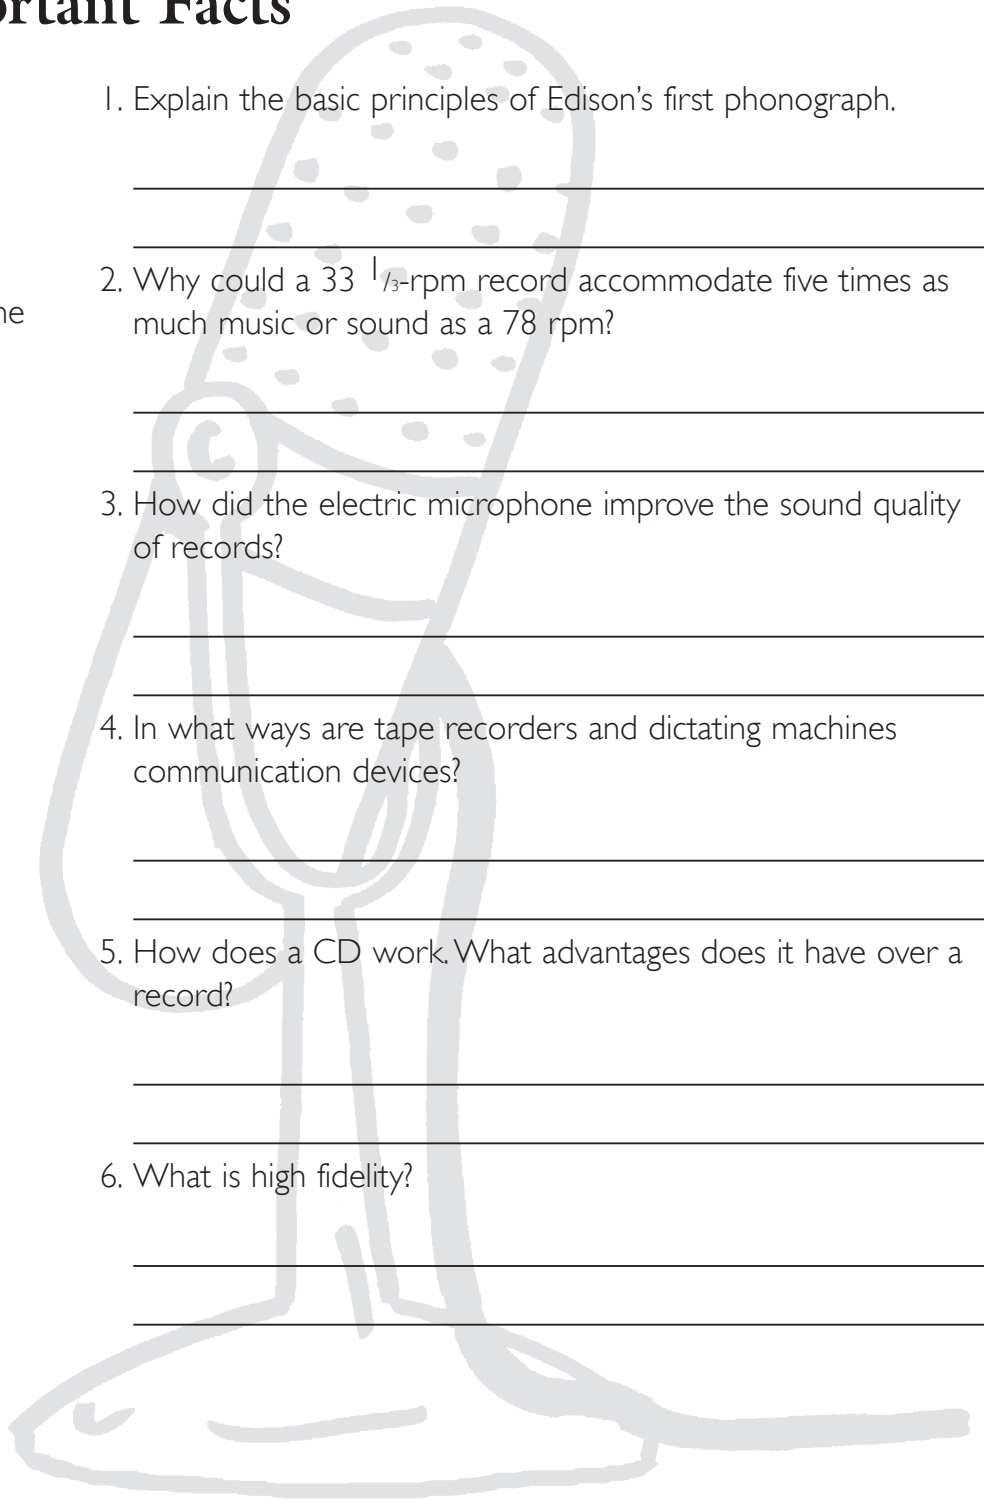 Facts
1. Explain the basic principles of Edison's first phonograph.
2. Why could a 33 1/3-rpm record accommodate five times as
much music or sound as a 78 rpm?
3. How did the electric microphone improve the sound quality
of records?
4. In what ways are tape recorders and dictating machines
communication devices?
5. How does a CD work. What advantages does it have over a
record?
6. What is high fidelity?